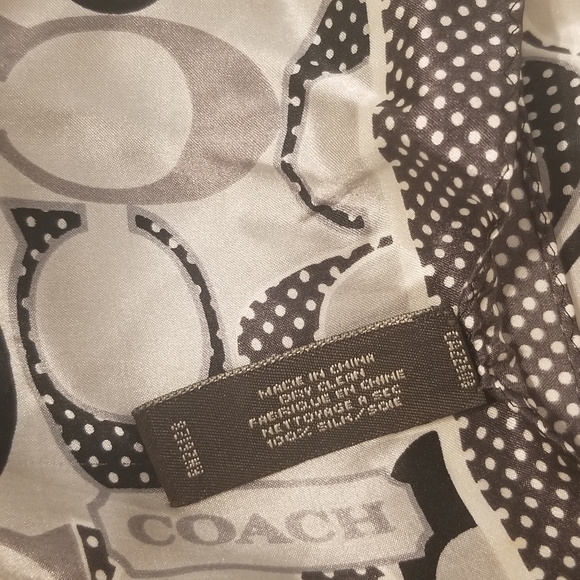 MADE IN CHINA
DRY CLEAN
FABRIQUE EN CHINE
NETTOYAGE A SEC
100% SILK/SOIE
COACH